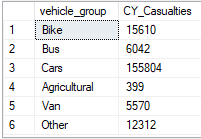 vehicle_group CY_Casualties
1 Bike 15610
2 Bus 6042
3 Cars 155804
4 Agricultural 399
5 Van 5570
6 Other 12312